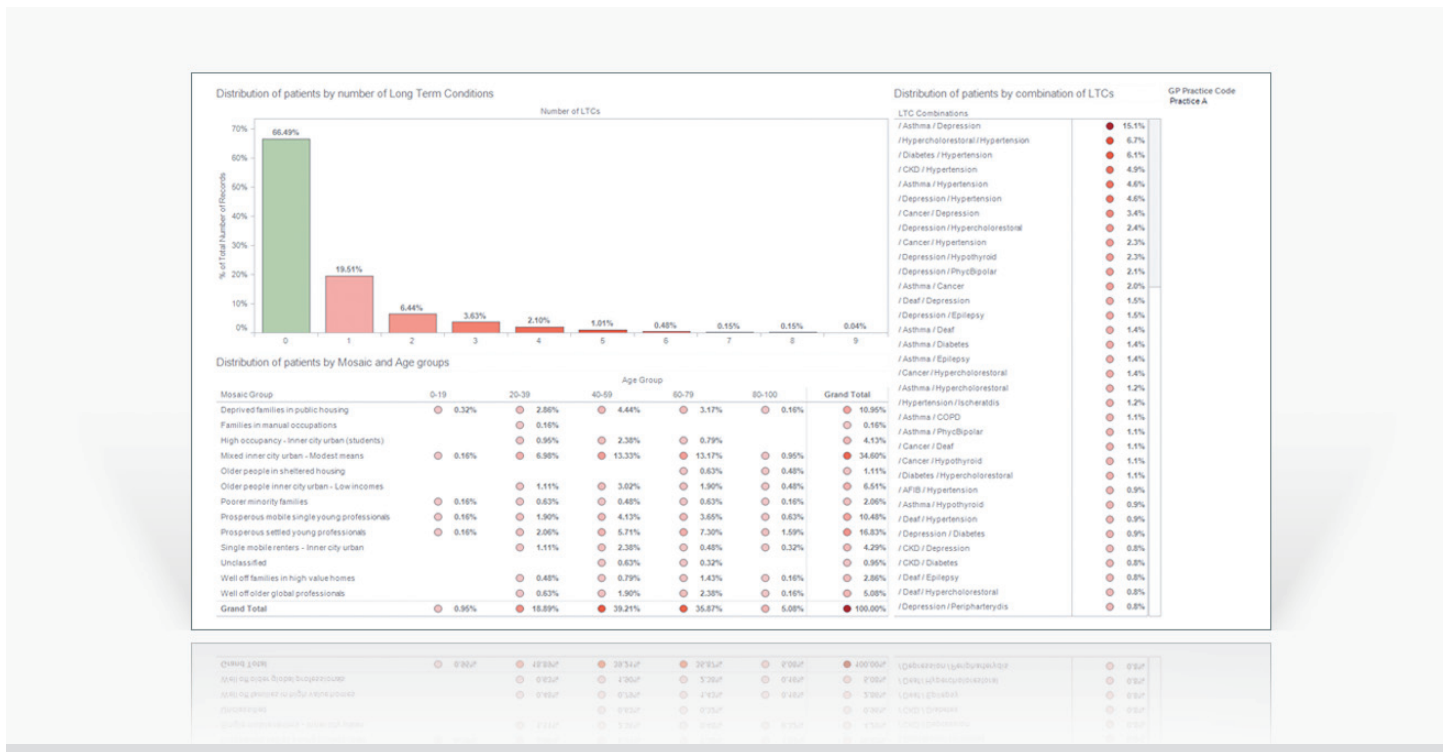 Distribution of patients by number of Long Term Conditions
Number of LTCs
% of Total Number of Records
70%
60%
50%
40%
30%
20%
10%
0%
66.49%
19.51%
6.44%
3.63%
2.10%
1.01%
0.48%
0.15%
0.15%
0.04%
0 1 2 3 4 5 6 7 8 9
Distribution of patients by Mosaic and Age groups
Age Group
Mosaic Group 0-19 20-39 40-59 60-79 80-100 Grand Total
Deprived families in public housing 0.32% 2.86% 4.44% 3.17% 0.16% 10.95%
Families in manual occupations 0.16% 0.16%
High occupancy - Inner city urban (students) 0.95% 2.38% 0.79% 4.13%
Mixed inner city urban - Modest means 0.16% 6.98% 13.33% 13.17% 0.95% 34.60%
Older people in sheltered housing 0.63% 0.48% 1.11%
Older people inner city urban - Low incomes 1.11% 3.02% 1.90% 0.48% 6.51%
Poorer minority families 0.16% 0.63% 0.48% 0.63% 0.16% 2.06%
Prosperous mobile single young professionals 0.16% 1.90% 4.13% 3.65% 0.63% 10.48%
Prosperous settled young professionals 0.16% 2.06% 5.71% 7.30% 1.59% 16.83%
Single mobile renters - Inner city urban 1.11% 2.38% 0.48% 0.32% 4.29%
Unclassified 0.63% 0.32% 0.95%
Well off families in high value homes 0.48% 0.79% 1.43% 0.16% 2.86%
Well off older global professionals 0.63% 1.90% 2.38% 0.16% 5.08%
Grand Total 0.95% 18.89% 39.21% 35.87% 5.08% 100.00%
Distribution of patients by combination of LTCs
LTC Combinations
/ Asthma / Depression 15.1%
/ Hypercholorestoral / Hypertension 6.7%
/ Diabetes / Hypertension 6.1%
/ CKD / Hypertension 4.9%
/ Asthma / Hypertension 4.6%
/ Depression / Hypertension 4.6%
/ Cancer / Depression 3.4%
/ Depression / Hypercholorestoral 2.4%
/ Cancer / Hypertension 2.3%
/ Depression / Hypothyroid 2.3%
/ Depression / PhycBipolar 2.1%
/ Asthma / Cancer 2.0%
/ Deaf / Depression 1.5%
/ Depression / Epilepsy 1.5%
/ Asthma / Deaf 1.4%
/ Asthma / Diabetes 1.4%
/ Asthma / Epilepsy 1.4%
/ Cancer / Hypercholorestoral 1.4%
/ Asthma / Hypercholorestoral 1.2%
/ Hypertension / Ischeratdis 1.2%
/ Asthma / COPD 1.1%
/ Asthma / PhycBipolar 1.1%
/ Cancer / Deaf 1.1%
/ Cancer / Hypothyroid 1.1%
/ Diabetes / Hypercholorestoral 1.1%
/ AFIB / Hypertension 0.9%
/ Asthma / Hypothyroid 0.9%
/ Deaf / Hypertension 0.9%
/ Depression / Diabetes 0.9%
/ CKD / Depression 0.8%
/ CKD / Diabetes 0.8%
/ Deaf / Epilepsy 0.8%
/ Deaf / Hypercholorestoral 0.8%
/ Depression / Peripharterydis 0.8%
GP Practice Code
Practice A